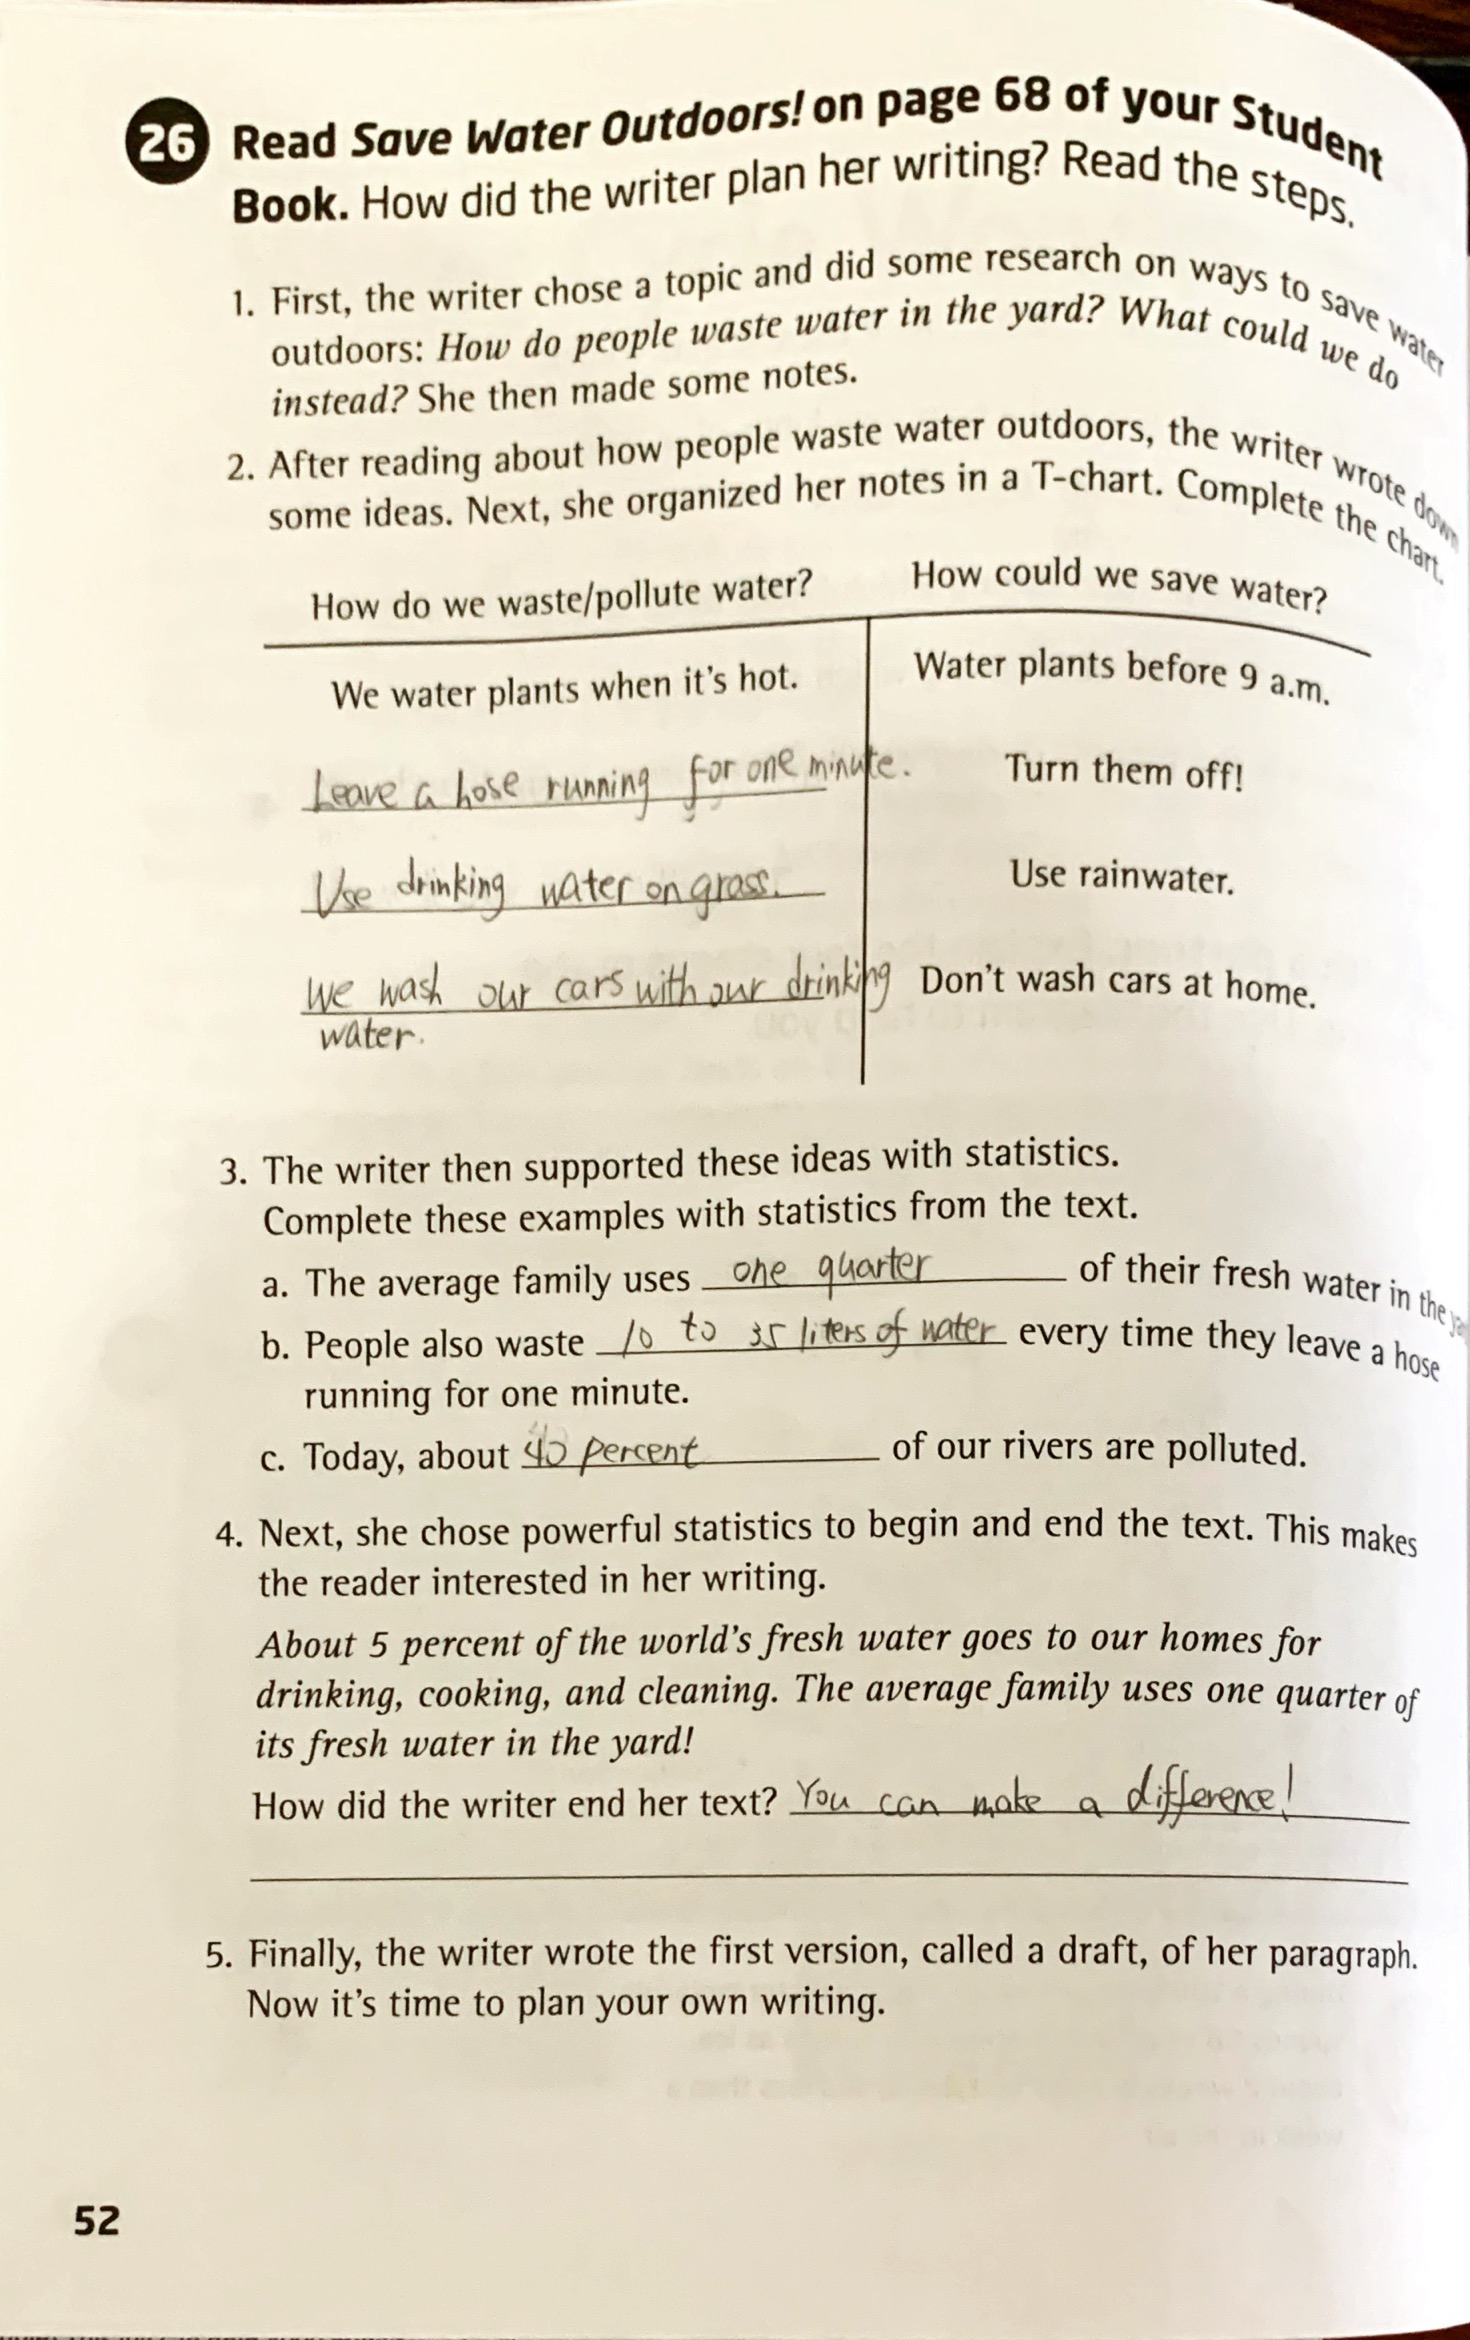 26 Read Save Water Outdoors! on page 68 of your Student
Book. How did the writer plan her writing? Read the steps.
1. First, the writer chose a topic and did some research on ways to save water
outdoors: How do people waste water in the yard? What could we do
instead? She then made some notes.
2. After reading about how people waste water outdoors, the writer wrote down
some ideas. Next, she organized her notes in a T-chart. Complete the chart.
How do we waste/pollute water? How could we save water?
We water plants when it's hot. Water plants before 9 a.m.
Leave a hose running for one minute. Turn them off!
Use drinking water on grass. Use rainwater.
We wash our cars with our drinking Don't wash cars at home.
water.
3. The writer then supported these ideas with statistics.
Complete these examples with statistics from the text.
a. The average family uses one quarter of their fresh water in the
b. People also waste 10 to 35 liters of water every time they leave a hose
running for one minute.
c. Today, about 40 percent of our rivers are polluted.
4. Next, she chose powerful statistics to begin and end the text. This makes
the reader interested in her writing.
About 5 percent of the world's fresh water goes to our homes for
drinking, cooking, and cleaning. The average family uses one quarter of
its fresh water in the yard!
How did the writer end her text? You can make a difference!
5. Finally, the writer wrote the first version, called a draft, of her paragraph.
Now it's time to plan your own writing.
52